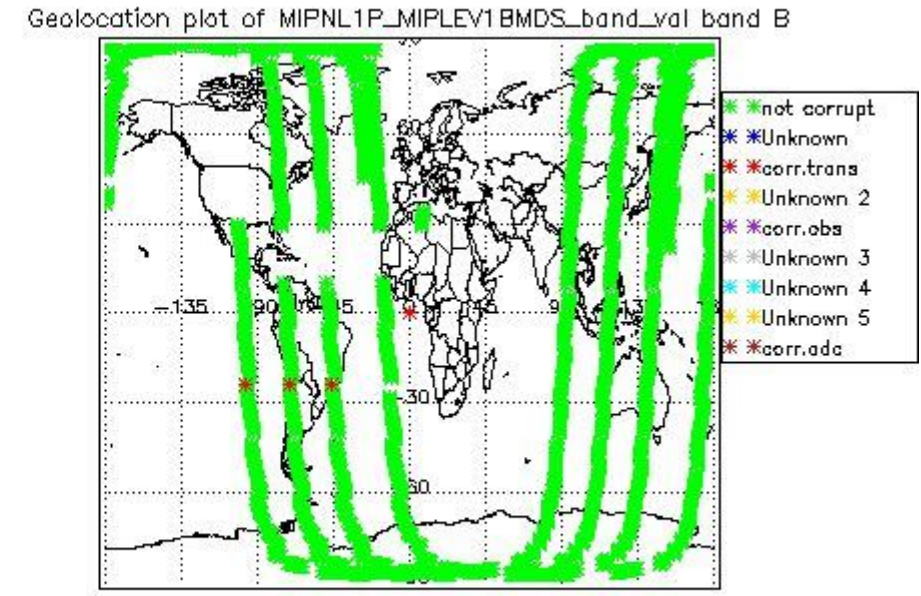 Geolocation plot of MIPNL1P_MIPLEV1BMDS_band_val band B
not corrupt
Unknown
corr.trans
Unknown 2
corr.obs
Unknown 3
Unknown 4
Unknown 5
corr.adc
60
-135
-30